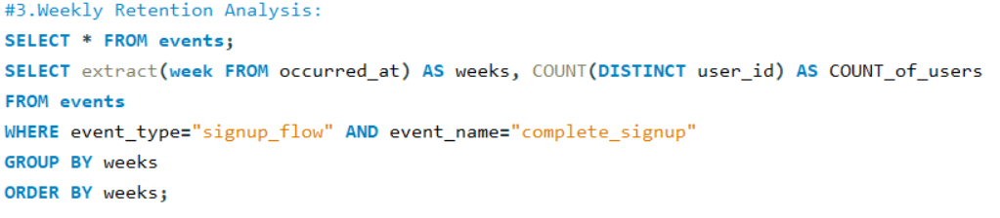 #3.Weekly Retention Analysis:
SELECT * FROM events;
SELECT extract(week FROM occurred_at) AS weeks, COUNT(DISTINCT user_id) AS COUNT_of_users
FROM events
WHERE event_type="signup_flow" AND event_name="complete_signup"
GROUP BY weeks
ORDER BY weeks;